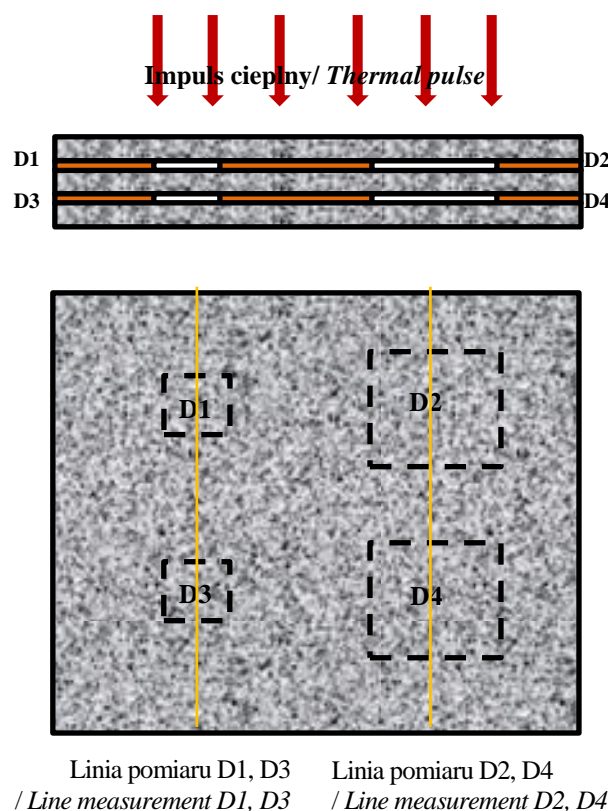 Impuls cieplny/ Thermal pulse
D1 D2
D3 D4
D1 D2
D3 D4
Linia pomiaru D1, D3
/ Line measurement D1, D3
Linia pomiaru D2, D4
/ Line measurement D2, D4